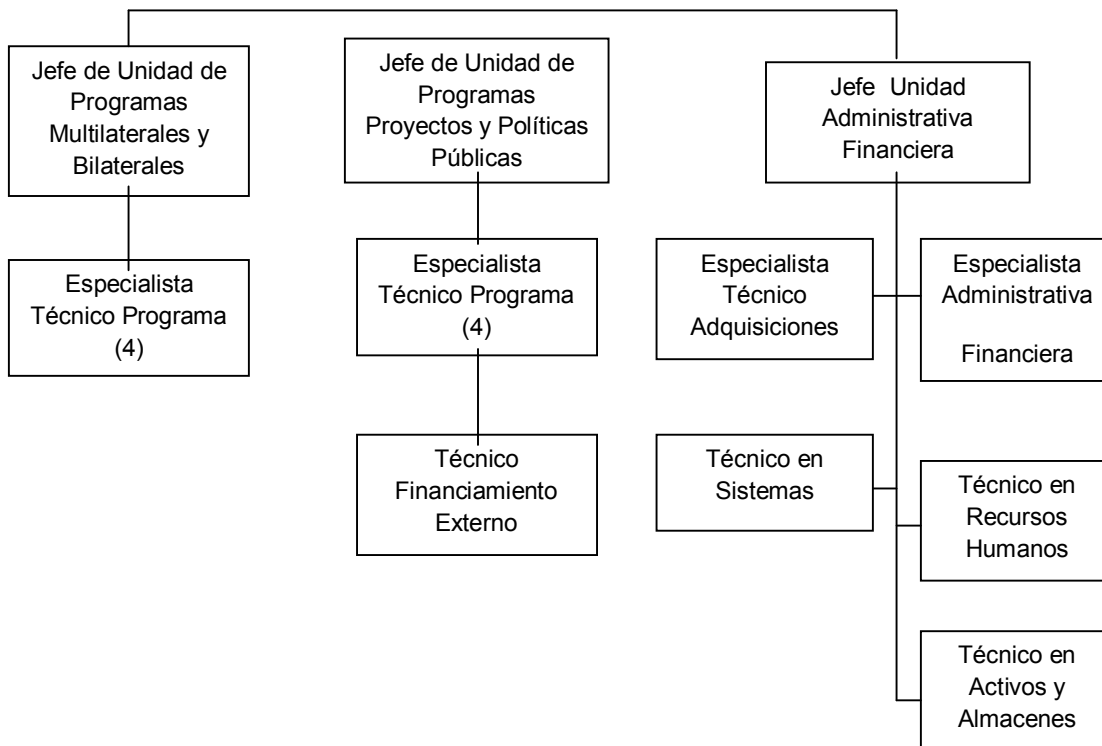 Jefe de Unidad de
Programas
Multilaterales y
Bilaterales
Jefe de Unidad de
Programas
Proyectos y Políticas
Públicas
Jefe Unidad
Administrativa
Financiera
Especialista
Técnico Programa
(4)
Especialista
Técnico Programa
(4)
Especialista
Técnico
Adquisiciones
Especialista
Administrativa
Financiera
Técnico
Financiamiento
Externo
Técnico en
Sistemas
Técnico en
Recursos
Humanos
Técnico en
Activos y
Almacenes